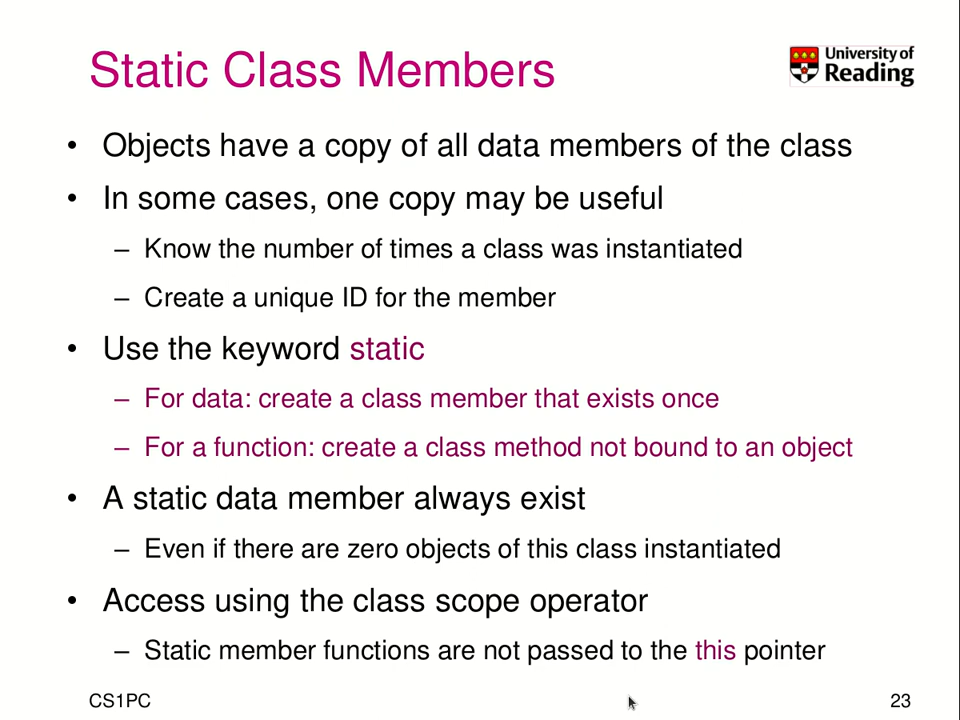 Static Class Members
University of
Reading
• Objects have a copy of all data members of the class
• In some cases, one copy may be useful
– Know the number of times a class was instantiated
– Create a unique ID for the member
• Use the keyword static
– For data: create a class member that exists once
– For a function: create a class method not bound to an object
• A static data member always exist
– Even if there are zero objects of this class instantiated
• Access using the class scope operator
– Static member functions are not passed to the this pointer
CS1PC
23